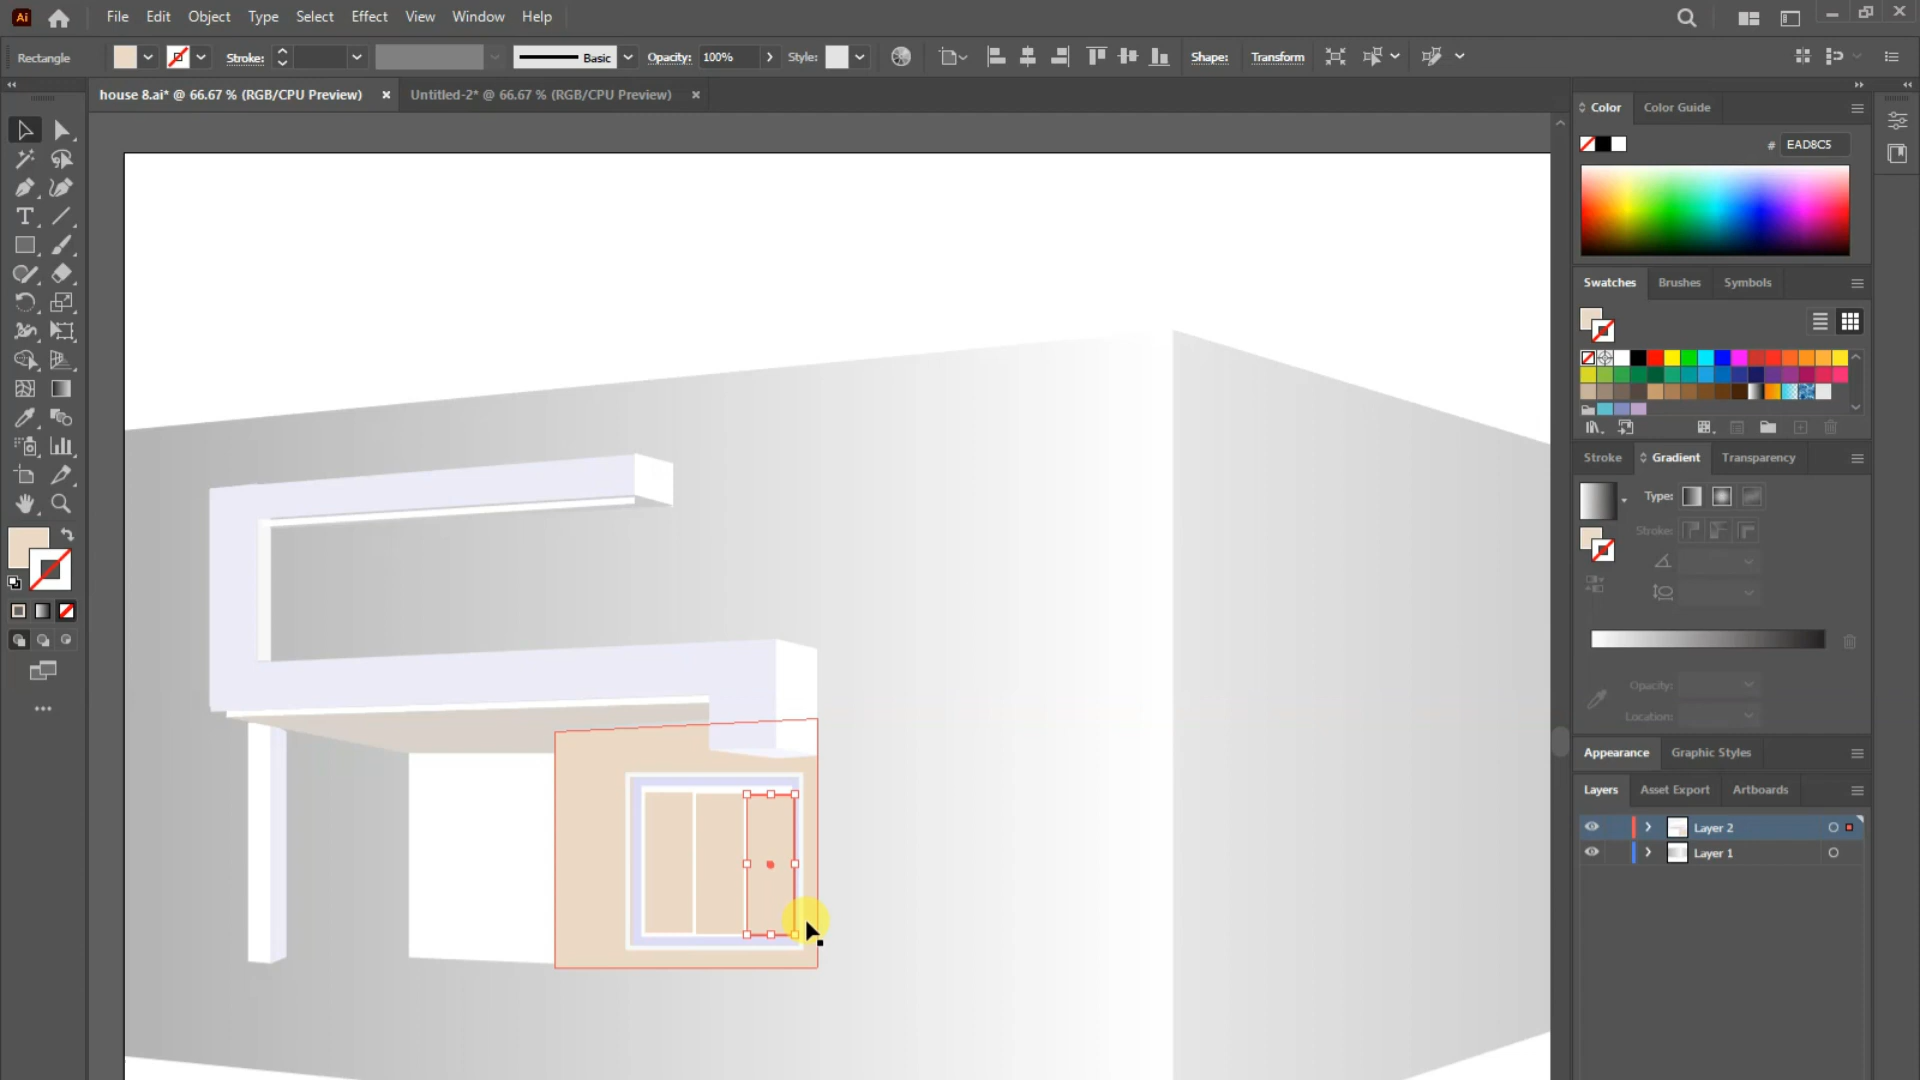 Ai
File Edit Object Type Select Effect View Window Help
Rectangle Stroke: Basic Opacity: 100% Style: Shape: Transform
house 8.ai* @ 66.67 % (RGB/CPU Preview) × Untitled-2* @ 66.67 % (RGB/CPU Preview) ×
Color Color Guide
# EAD8C5
Swatches Brushes Symbols
Stroke Gradient Transparency
Type:
Stroke:
Opacity:
Location:
Appearance Graphic Styles
Layers Asset Export Artboards
Layer 2
Layer 1